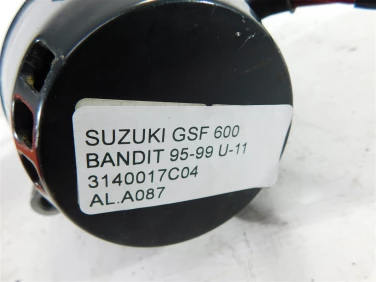 SUZUKI GSF 600
BANDIT 95-99 U-11
3140017C04
AL.A087